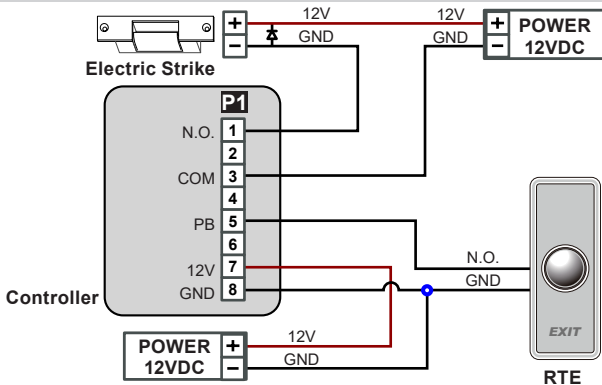 12V
12V
+
+
POWER
12VDC
GND
GND
−
−
Electric Strike
P1
N.O.
1
2
COM
3
4
PB
5
6
12V
7
GND
8
Controller
N.O.
GND
EXIT
RTE
POWER
12VDC
+
12V
−
GND